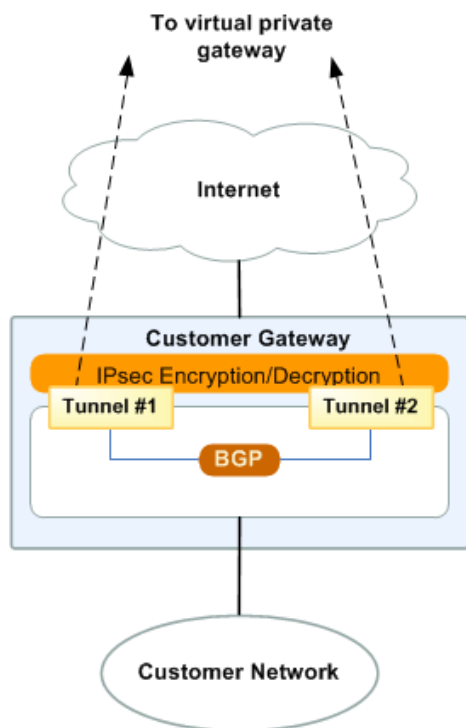 To virtual private
gateway
Internet
Customer Gateway
IPsec Encryption/Decryption
Tunnel #1
Tunnel #2
BGP
Customer Network